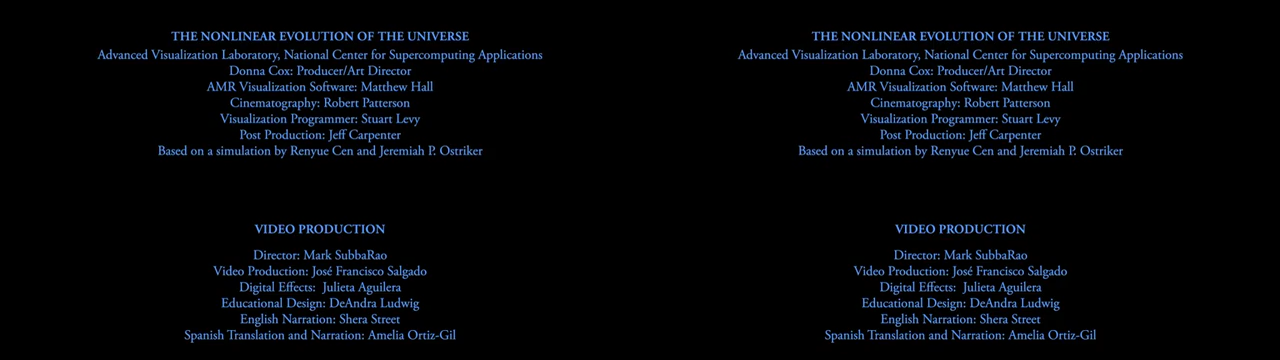 THE NONLINEAR EVOLUTION OF THE UNIVERSE
Advanced Visualization Laboratory, National Center for Supercomputing Applications
Donna Cox: Producer/Art Director
AMR Visualization Software: Matthew Hall
Cinematography: Robert Patterson
Visualization Programmer: Stuart Levy
Post Production: Jeff Carpenter
Based on a simulation by Renyue Cen and Jeremiah P. Ostriker
VIDEO PRODUCTION
Director: Mark SubbaRao
Video Production: José Francisco Salgado
Digital Effects: Julieta Aguilera
Educational Design: DeAndra Ludwig
English Narration: Shera Street
Spanish Translation and Narration: Amelia Ortiz-Gil
THE NONLINEAR EVOLUTION OF THE UNIVERSE
Advanced Visualization Laboratory, National Center for Supercomputing Applications
Donna Cox: Producer/Art Director
AMR Visualization Software: Matthew Hall
Cinematography: Robert Patterson
Visualization Programmer: Stuart Levy
Post Production: Jeff Carpenter
Based on a simulation by Renyue Cen and Jeremiah P. Ostriker
VIDEO PRODUCTION
Director: Mark SubbaRao
Video Production: José Francisco Salgado
Digital Effects: Julieta Aguilera
Educational Design: DeAndra Ludwig
English Narration: Shera Street
Spanish Translation and Narration: Amelia Ortiz-Gil